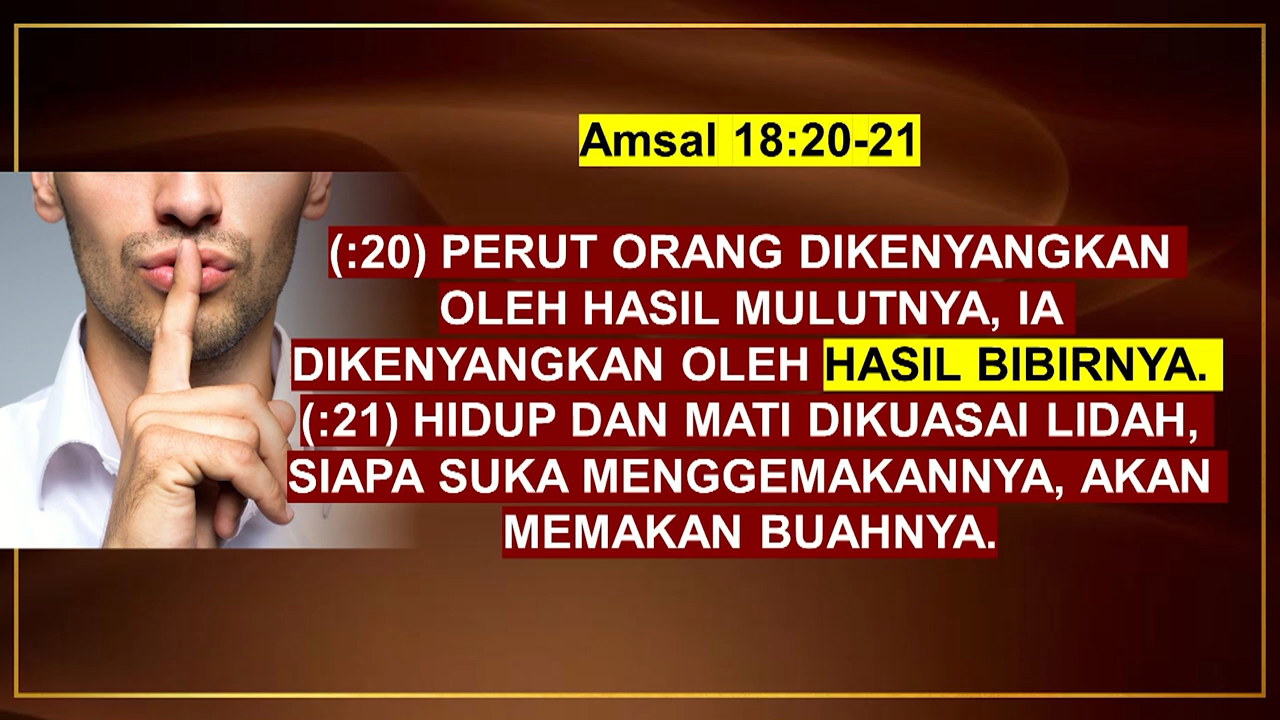 Amsal 18:20-21
(:20) PERUT ORANG DIKENYANGKAN
OLEH HASIL MULUTNYA, IA
DIKENYANGKAN OLEH HASIL BIBIRNYA.
(:21) HIDUP DAN MATI DIKUASAI LIDAH,
SIAPA SUKA MENGGEMAKANNYA, AKAN
MEMAKAN BUAHNYA.